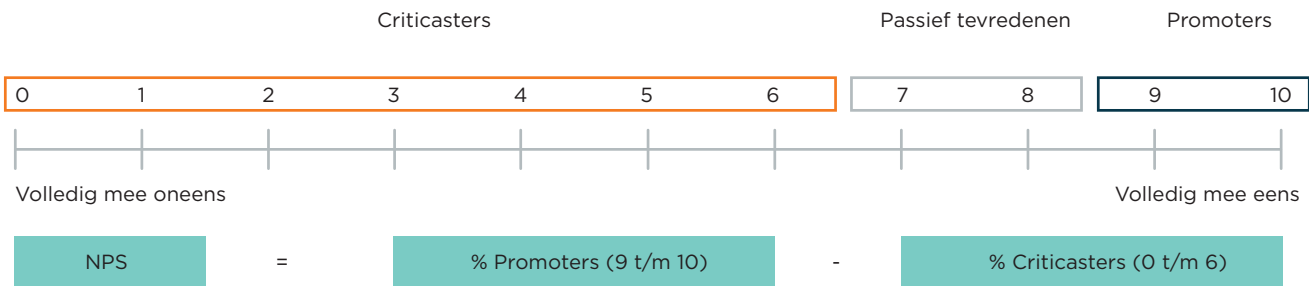 Criticasters Passief tevredenen Promoters
0 1 2 3 4 5 6 7 8 9 10
Volledig mee oneens Volledig mee eens
NPS = % Promoters (9 t/m 10) - % Criticasters (0 t/m 6)